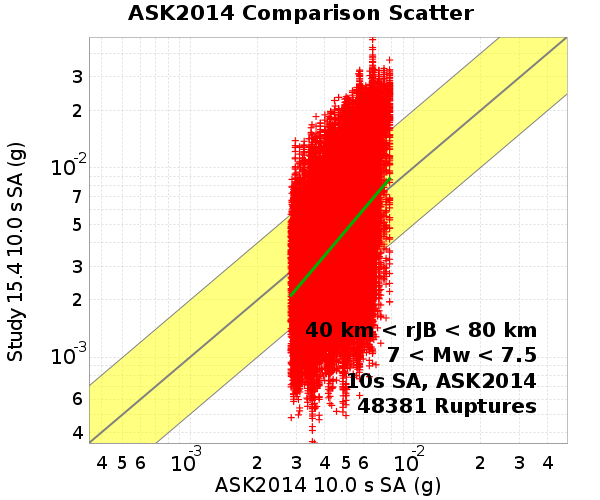 ASK2014 Comparison Scatter
Study 15.4 10.0 s SA (g)
3
2
10-2
7
5
3
2
10-3
6
4
40 km < rJB < 80 km
7 < Mw < 7.5
10s SA, ASK2014
48381 Ruptures
4 5 6 10-3 2 3 4 5 6 10-2 2 3 4
ASK2014 10.0 s SA (g)